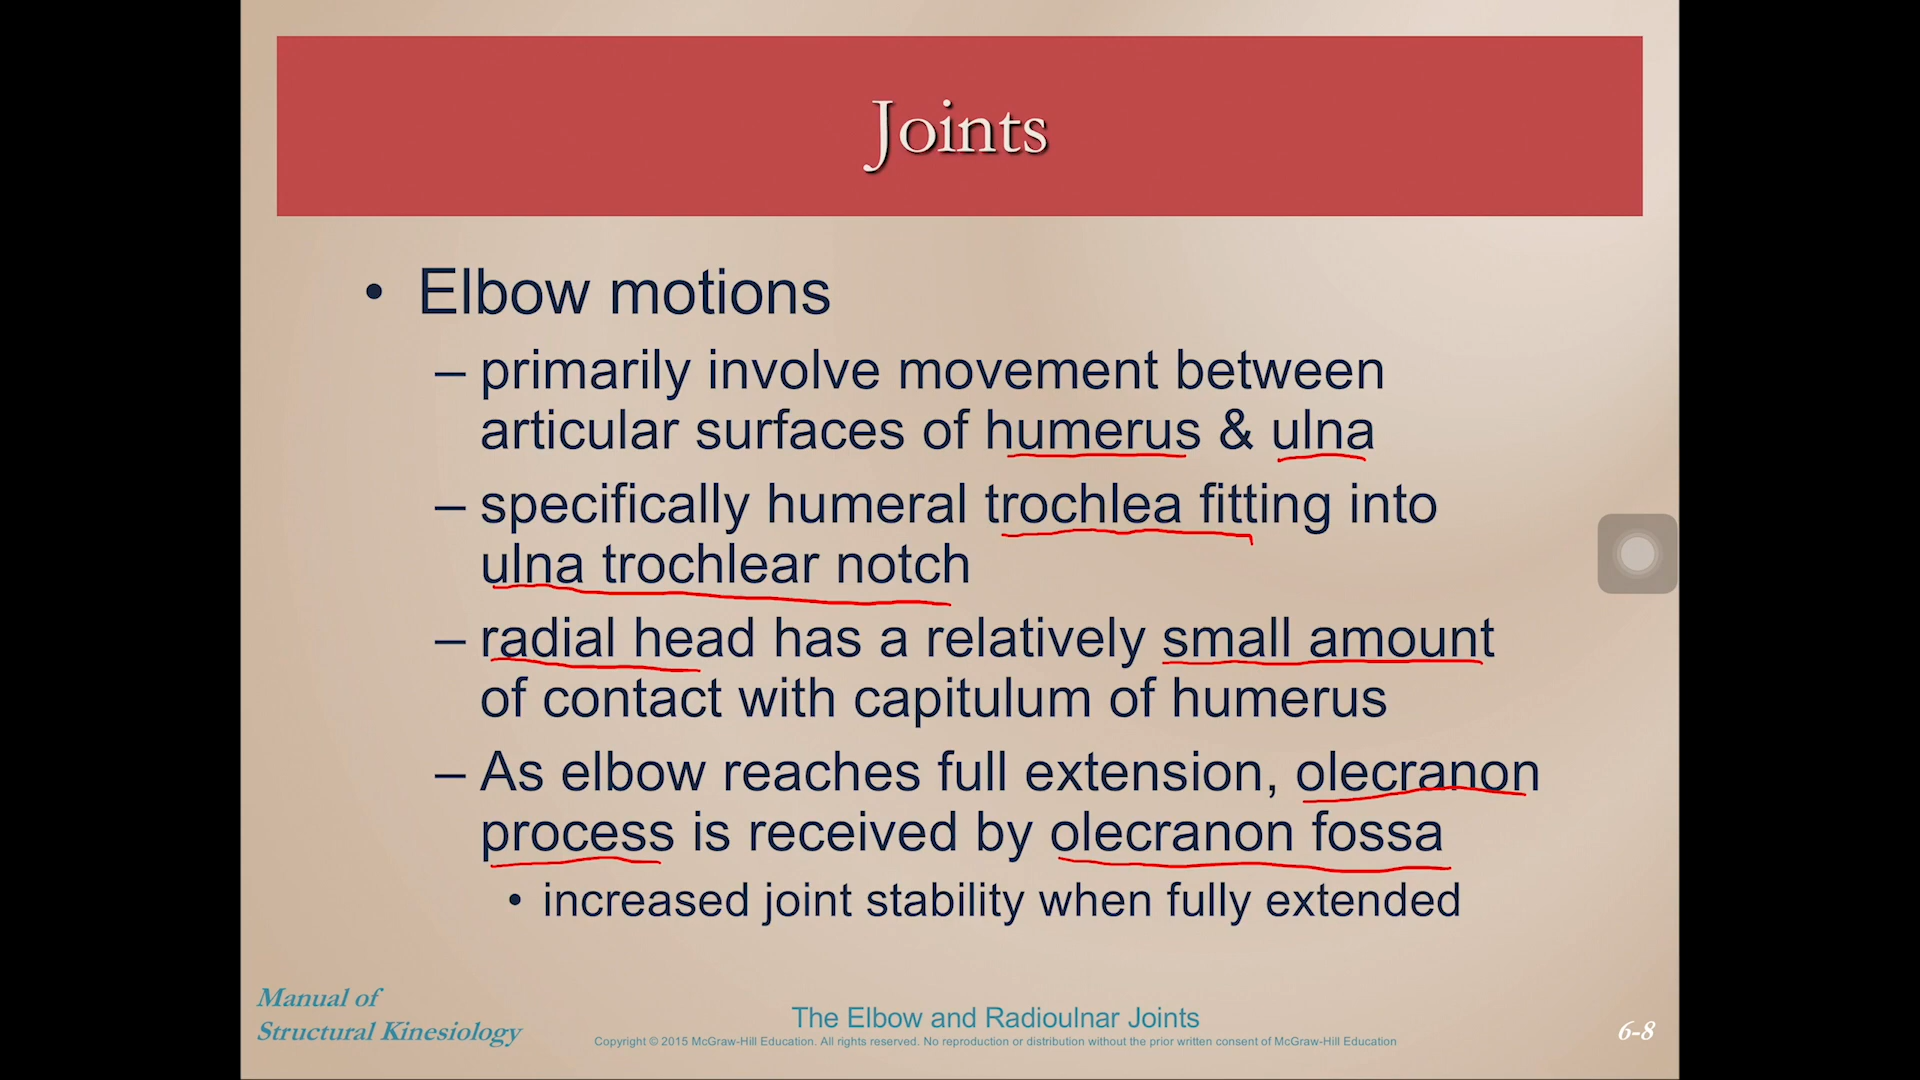 Joints
• Elbow motions
– primarily involve movement between
articular surfaces of humerus & ulna
– specifically humeral trochlea fitting into
ulna trochlear notch
– radial head has a relatively small amount
of contact with capitulum of humerus
– As elbow reaches full extension, olecranon
process is received by olecranon fossa
• increased joint stability when fully extended
Manual of
Structural Kinesiology
The Elbow and Radioulnar Joints
Copyright © 2015 McGraw-Hill Education. All rights reserved. No reproduction or distribution without the prior written consent of McGraw-Hill Education
6-8